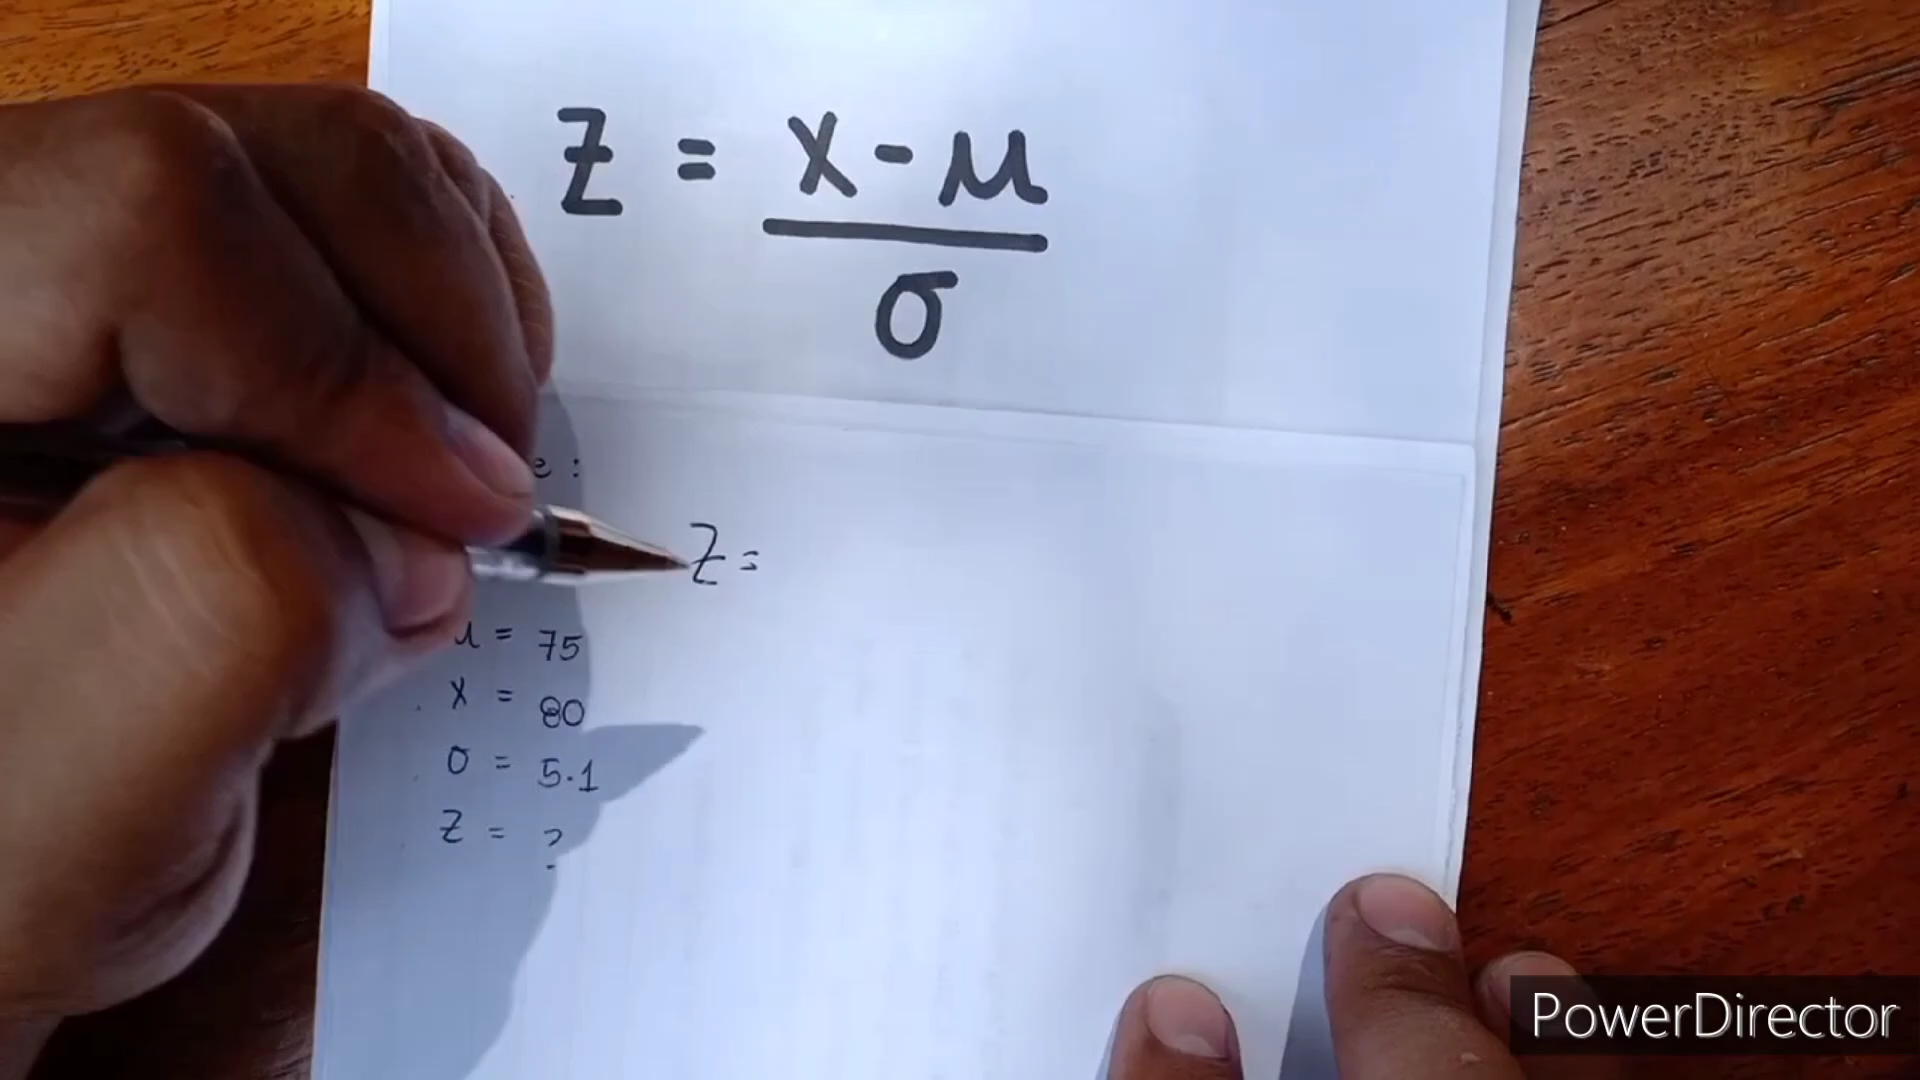 Z = X - μ
σ
e :
Z =
μ = 75
X = 80
σ = 5.1
Z = ?
PowerDirector